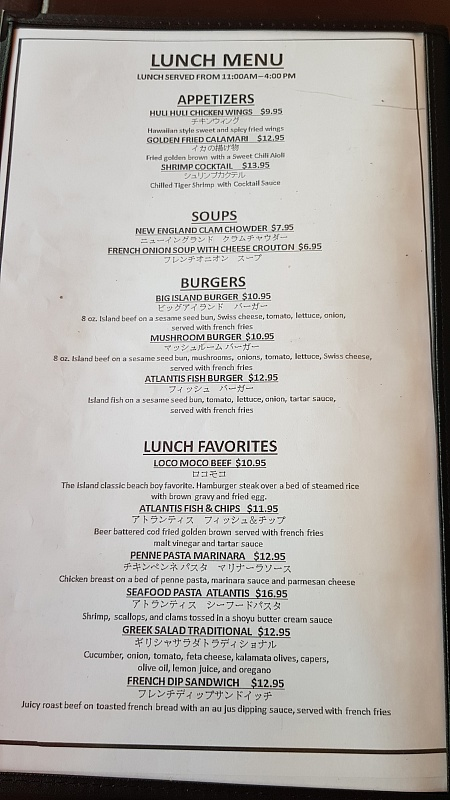 LUNCH MENU
LUNCH SERVED FROM 11:00AM–4:00 PM
APPETIZERS
HULI HULI CHICKEN WINGS $9.95
チキンウィング
Hawaiian style sweet and spicy fried wings
GOLDEN FRIED CALAMARI $12.95
イカの揚げ物
Fried golden brown with a Sweet Chili Aioli
SHRIMP COCKTAIL $13.95
シュリンプカクテル
Chilled Tiger Shrimp with Cocktail Sauce
SOUPS
NEW ENGLAND CLAM CHOWDER $7.95
ニューイングランド クラムチャウダー
FRENCH ONION SOUP WITH CHEESE CROUTON $6.95
フレンチオニオン スープ
BURGERS
BIG ISLAND BURGER $10.95
ビッグアイランド バーガー
8 oz. Island beef on a sesame seed bun, Swiss cheese, tomato, lettuce, onion,
served with french fries
MUSHROOM BURGER $10.95
マッシュルームバーガー
8 oz. Island beef on a sesame seed bun, mushrooms, onions, tomato, lettuce, Swiss cheese,
served with french fries
ATLANTIS FISH BURGER $12.95
フィッシュ バーガー
Island fish on a sesame seed bun, tomato, lettuce, onion, tartar sauce,
served with french fries
LUNCH FAVORITES
LOCO MOCO BEEF $10.95
ロコモコ
The Island classic beach boy favorite. Hamburger steak over a bed of steamed rice
with brown gravy and fried egg.
ATLANTIS FISH & CHIPS $11.95
アトランティス フィッシュ&チップ
Beer battered cod fried golden brown served with french fries
malt vinegar and tartar sauce
PENNE PASTA MARINARA $12.95
チキンペンネパスタ マリナーラソース
Chicken breast on a bed of penne pasta, marinara sauce and parmesan cheese
SEAFOOD PASTA ATLANTIS $16.95
アトランティス シーフードパスタ
Shrimp, scallops, and clams tossed in a shoyu butter cream sauce
GREEK SALAD TRADITIONAL $12.95
ギリシャサラダトラディショナル
Cucumber, onion, tomato, feta cheese, kalamata olives, capers,
olive oil, lemon juice, and oregano
FRENCH DIP SANDWICH $12.95
フレンチディップサンドイッチ
Juicy roast beef on toasted french bread with an au jus dipping sauce, served with french fries